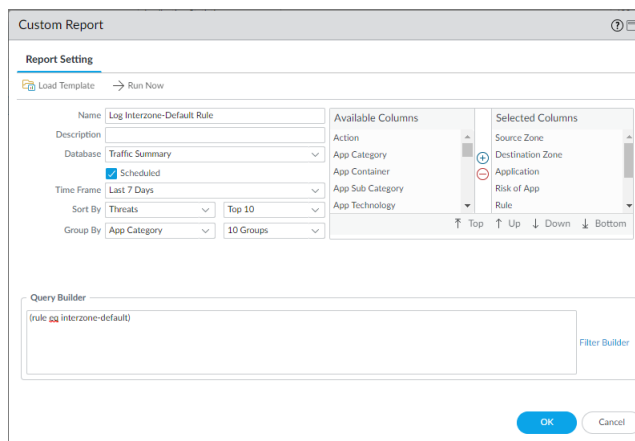 Custom Report
Report Setting
Load Template Run Now
Name Log Interzone-Default Rule
Description
Database Traffic Summary
Scheduled
Time Frame Last 7 Days
Sort By Threats Top 10
Group By App Category 10 Groups
Available Columns
Action
App Category
App Container
App Sub Category
App Technology
Selected Columns
Source Zone
Destination Zone
Application
Risk of App
Rule
Top Up Down Bottom
Query Builder
(rule eq interzone-default)
Filter Builder
OK Cancel